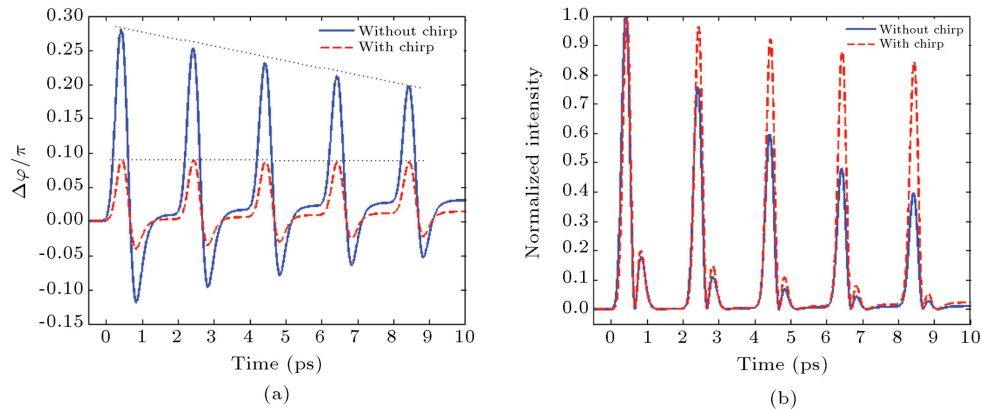 0.30
0.25
0.20
0.15
0.10
0.05
0.00
-0.05
-0.10
-0.15
Δφ/π
Without chirp
With chirp
0 1 2 3 4 5 6 7 8 9 10
Time (ps)
(a)
1.0
0.9
0.8
0.7
0.6
0.5
0.4
0.3
0.2
0.1
0.0
Normalized intensity
Without chirp
With chirp
0 1 2 3 4 5 6 7 8 9 10
Time (ps)
(b)